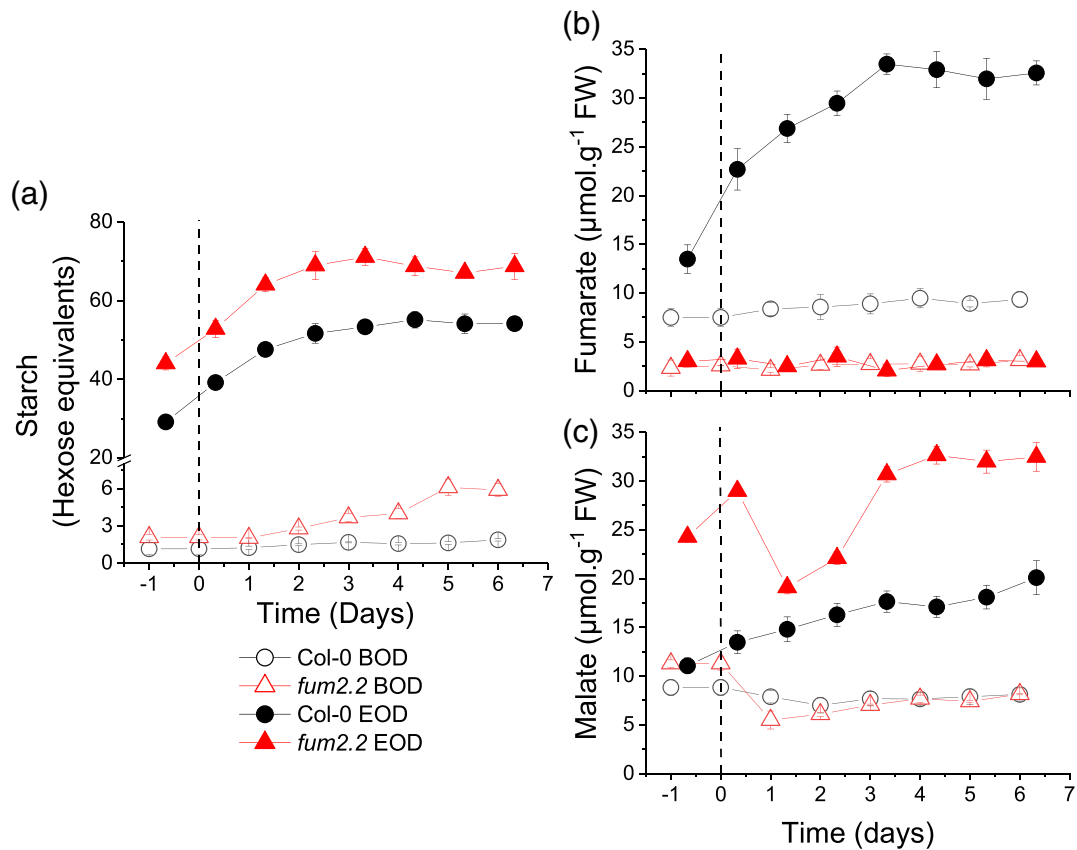 (a)
Starch
(Hexose equivalents)
80
60
40
20
6
3
0
-1 0 1 2 3 4 5 6 7
Time (Days)
Col-0 BOD
fum2.2 BOD
Col-0 EOD
fum2.2 EOD
(b)
Fumarate (μmol.g⁻¹ FW)
35
30
25
20
15
10
5
0
(c)
Malate (μmol.g⁻¹ FW)
35
30
25
20
15
10
5
0
-1 0 1 2 3 4 5 6 7
Time (days)